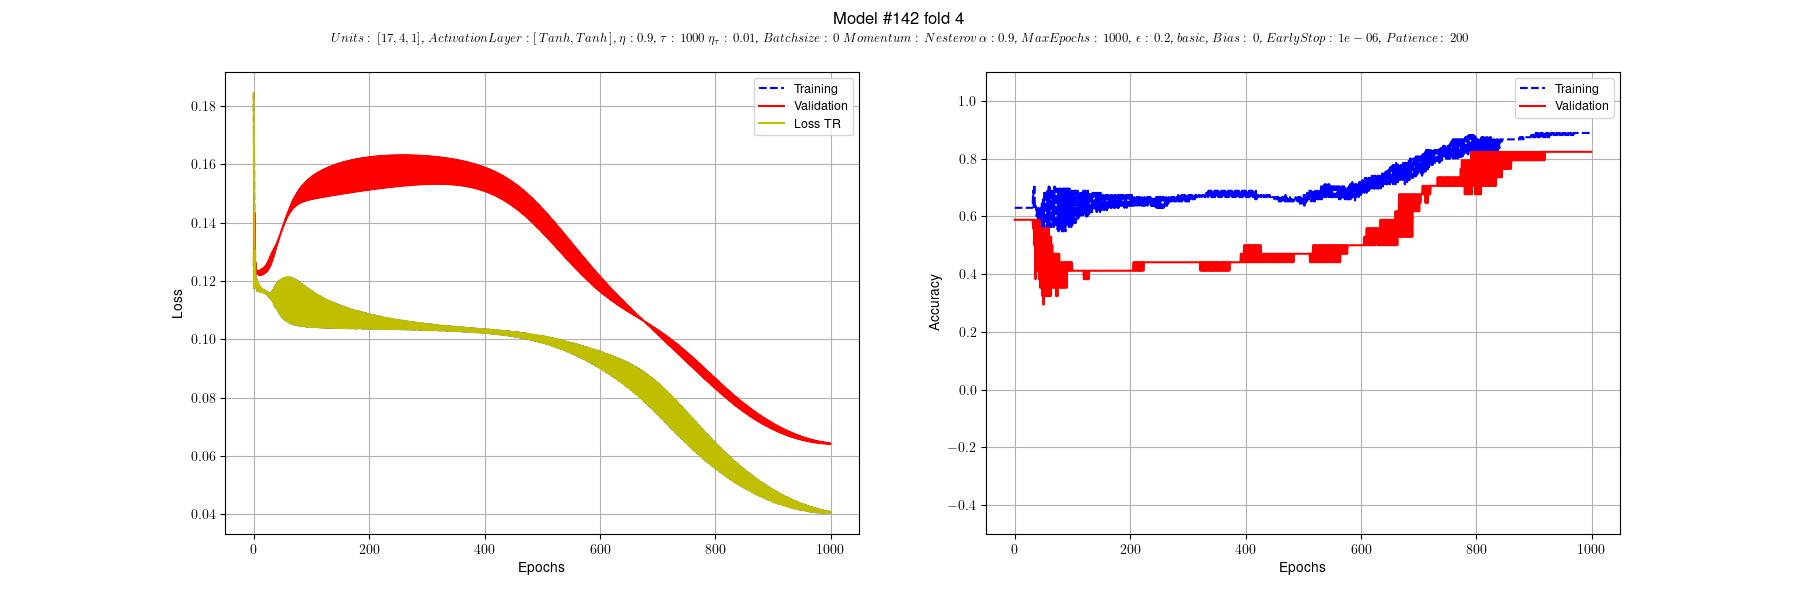 Model #142 fold 4
Units : [17, 4, 1], ActivationLayer : [Tanh, Tanh], η : 0.9, τ : 1000 η_τ : 0.01, Batchsize : 0 Momentum : Nesterov α : 0.9, MaxEpochs : 1000, ϵ : 0.2, basic, Bias : 0, EarlyStop : 1e − 06, Patience : 200
Training
Validation
Loss TR
0.18
0.16
0.14
0.12
0.10
0.08
0.06
0.04
Loss
0 200 400 600 800 1000
Epochs
Training
Validation
1.0
0.8
0.6
0.4
0.2
0.0
−0.2
−0.4
Accuracy
0 200 400 600 800 1000
Epochs